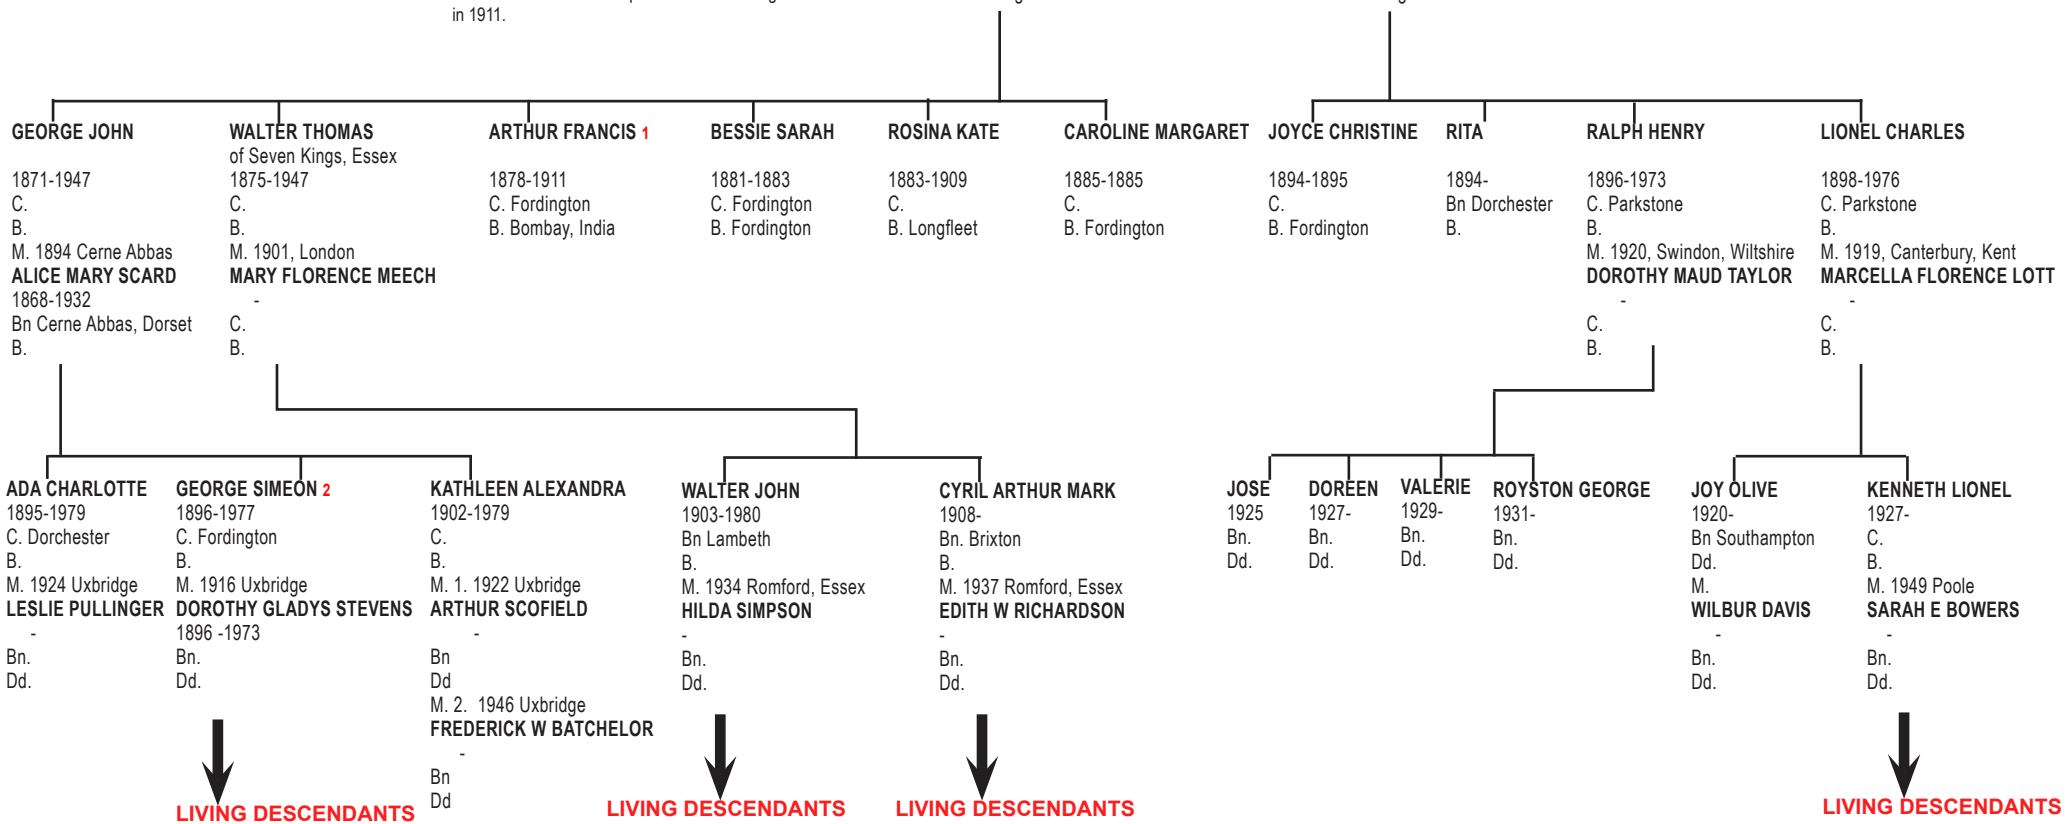 in 1911.
GEORGE JOHN
1871-1947
C.
B.
M. 1894 Cerne Abbas
ALICE MARY SCARD
1868-1932
Bn Cerne Abbas, Dorset
B.
WALTER THOMAS
of Seven Kings, Essex
1875-1947
C.
B.
M. 1901, London
MARY FLORENCE MEECH
-
C.
B.
ARTHUR FRANCIS 1
1878-1911
C. Fordington
B. Bombay, India
BESSIE SARAH
1881-1883
C. Fordington
B. Fordington
ROSINA KATE
1883-1909
C.
B. Longfleet
CAROLINE MARGARET
1885-1885
C.
B. Fordington
JOYCE CHRISTINE
1894-1895
C.
B. Fordington
RITA
1894-
Bn Dorchester
B.
RALPH HENRY
1896-1973
C. Parkstone
B.
M. 1920, Swindon, Wiltshire
DOROTHY MAUD TAYLOR
-
C.
B.
LIONEL CHARLES
1898-1976
C. Parkstone
B.
M. 1919, Canterbury, Kent
MARCELLA FLORENCE LOTT
-
C.
B.
ADA CHARLOTTE
1895-1979
C. Dorchester
B.
M. 1924 Uxbridge
LESLIE PULLINGER
-
Bn.
Dd.
GEORGE SIMEON 2
1896-1977
C. Fordington
B.
M. 1916 Uxbridge
DOROTHY GLADYS STEVENS
1896 -1973
Bn.
Dd.
LIVING DESCENDANTS
KATHLEEN ALEXANDRA
1902-1979
C.
B.
M. 1. 1922 Uxbridge
ARTHUR SCOFIELD
-
Bn
Dd
M. 2. 1946 Uxbridge
FREDERICK W BATCHELOR
-
Bn
Dd
WALTER JOHN
1903-1980
Bn Lambeth
B.
M. 1934 Romford, Essex
HILDA SIMPSON
-
Bn.
Dd.
LIVING DESCENDANTS
CYRIL ARTHUR MARK
1908-
Bn. Brixton
B.
M. 1937 Romford, Essex
EDITH W RICHARDSON
-
Bn.
Dd.
LIVING DESCENDANTS
JOSE
1925
Bn.
Dd.
DOREEN
1927-
Bn.
Dd.
VALERIE
1929-
Bn.
Dd.
ROYSTON GEORGE
1931-
Bn.
Dd.
JOY OLIVE
1920-
Bn Southampton
Dd.
M.
WILBUR DAVIS
-
Bn.
Dd.
KENNETH LIONEL
1927-
C.
B.
M. 1949 Poole
SARAH E BOWERS
-
Bn.
Dd.
LIVING DESCENDANTS